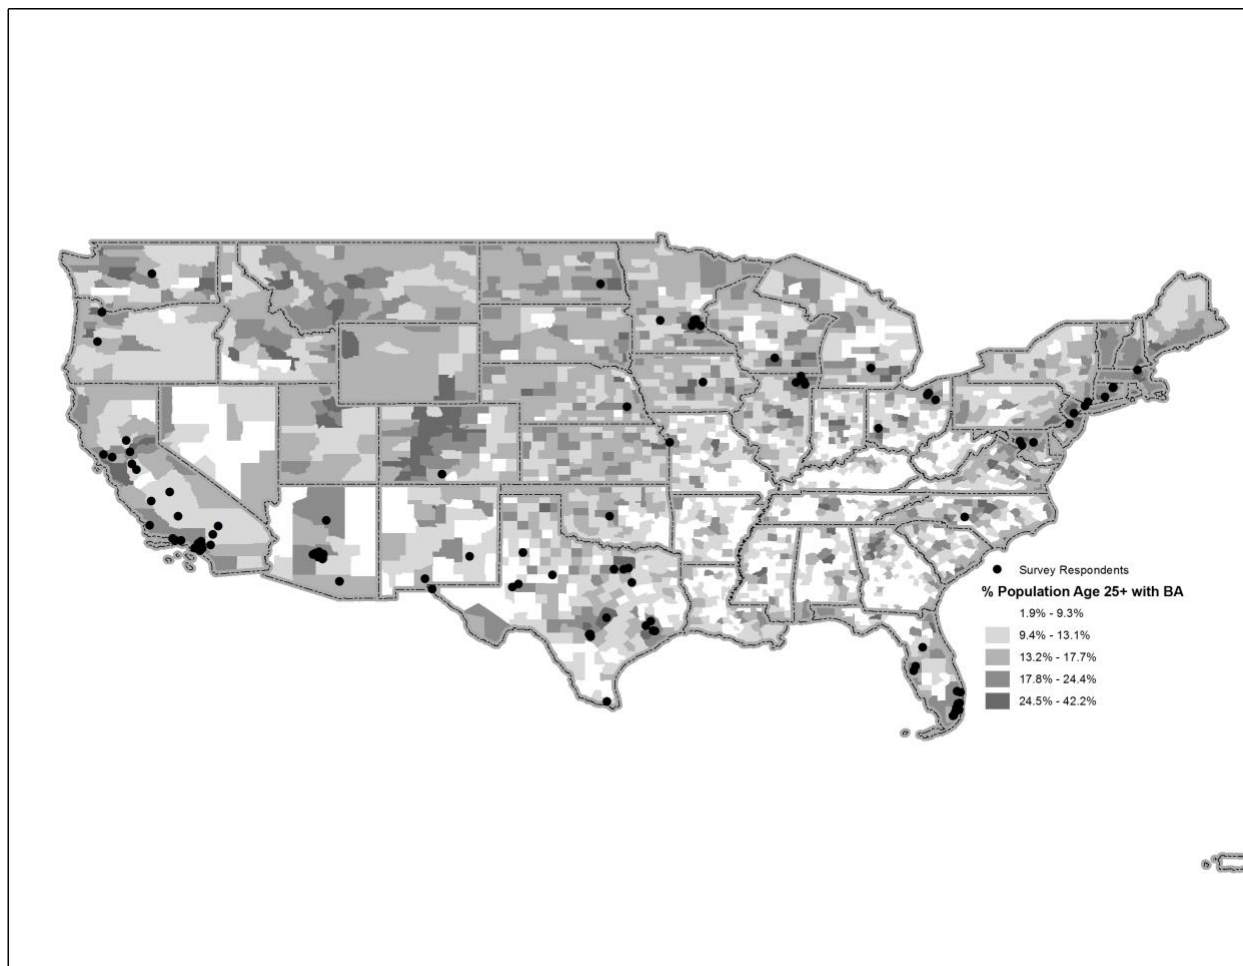 Survey Respondents
% Population Age 25+ with BA
1.9% - 9.3%
9.4% - 13.1%
13.2% - 17.7%
17.8% - 24.4%
24.5% - 42.2%